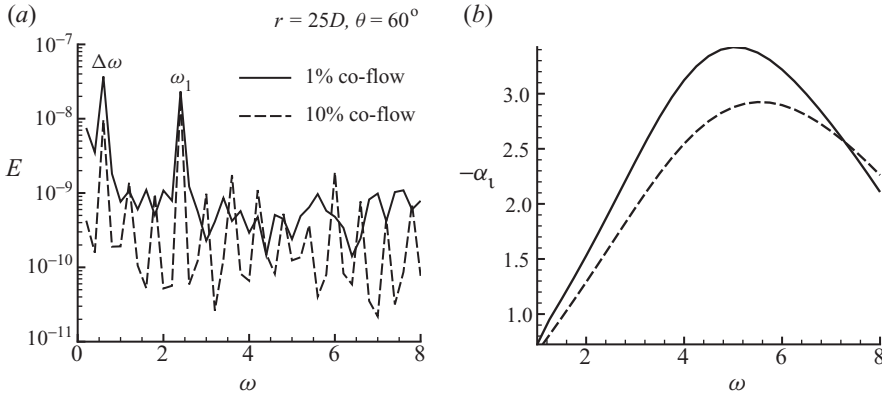 (a)
r = 25D, θ = 60°
10⁻⁷
10⁻⁸
10⁻⁹
10⁻¹⁰
10⁻¹¹
E
Δω
ω₁
1% co-flow
10% co-flow
0 2 4 6 8
ω
(b)
3.0
2.5
2.0
1.5
1.0
−αι
2 4 6 8
ω